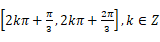 [2kπ + π/3, 2kπ + 2π/3], k ∈ Z